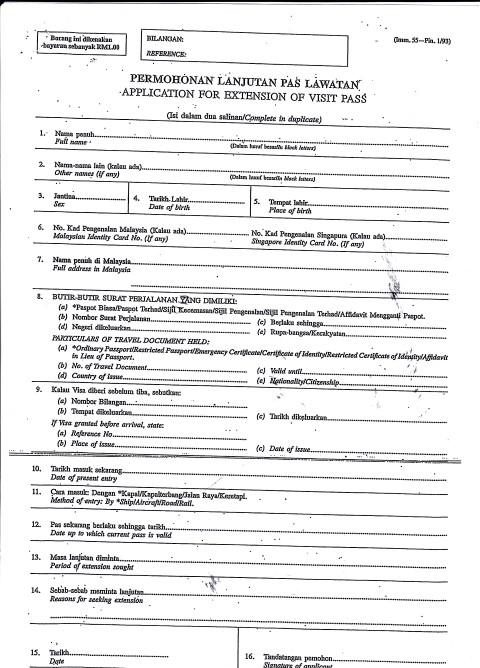 Borang ini dikenakan
bayaran sebanyak RM1.00
BILANGAN:
REFERENCE:
(Imm. 55—Pin. 1/93)
PERMOHONAN LANJUTAN PAS LAWATAN
APPLICATION FOR EXTENSION OF VISIT PASS
(Isi dalam dua salinan/Complete in duplicate)
1. Nama penuh
Full name
(Dalam huruf besar/In block letters)
2. Nama-nama lain (kalau ada)
Other names (if any)
(Dalam huruf besar/In block letters)
3. Jantina
Sex
4. Tarikh Lahir
Date of birth
5. Tempat lahir
Place of birth
6. No. Kad Pengenalan Malaysia (Kalau ada)
Malaysian Identity Card No. (If any)
No. Kad Pengenalan Singapura (Kalau ada)
Singapore Identity Card No. (If any)
7. Nama penuh di Malaysia
Full address in Malaysia
8. BUTIR-BUTIR SURAT PERJALANAN YANG DIMILIKI:
(a) *Paspot Biasa/Paspot Terhad/Sijil Kecemasan/Sijil Pengenalan/Sijil Pengenalan Terhad/Affidavit Mengganti Paspot.
(b) Nombor Surat Perjalanan
(c) Berlaku sehingga
(d) Negeri dikeluarkan
(e) Rupa-bangsa/Kerakyatan
PARTICULARS OF TRAVEL DOCUMENT HELD:
(a) *Ordinary Passport/Restricted Passport/Emergency Certificate/Certificate of Identity/Restricted Certificate of Identity/Affidavit
in Lieu of Passport.
(b) No. of Travel Document
(c) Valid until
(d) Country of issue
(e) Nationality/Citizenship
9. Kalau Visa diberi sebelum tiba, sebutkan:
(a) Nombor Bilangan
(b) Tempat dikeluarkan
(c) Tarikh dikeluarkan
If Visa granted before arrival, state:
(a) Reference No
(b) Place of issue
(c) Date of issue
10. Tarikh masuk sekarang
Date of present entry
11. Cara masuk: Dengan *Kapal/Kapalterbang/Jalan Raya/Keretapi.
Method of entry: By *Ship/Aircraft/Road/Rail.
12. Pas sekarang berlaku sehingga tarikh
Date up to which current pass is valid
13. Masa lanjutan diminta
Period of extension sought
14. Sebab-sebab meminta lanjutan
Reasons for seeking extension
15. Tarikh
Date
16. Tandatangan pemohon
Signature of applicant